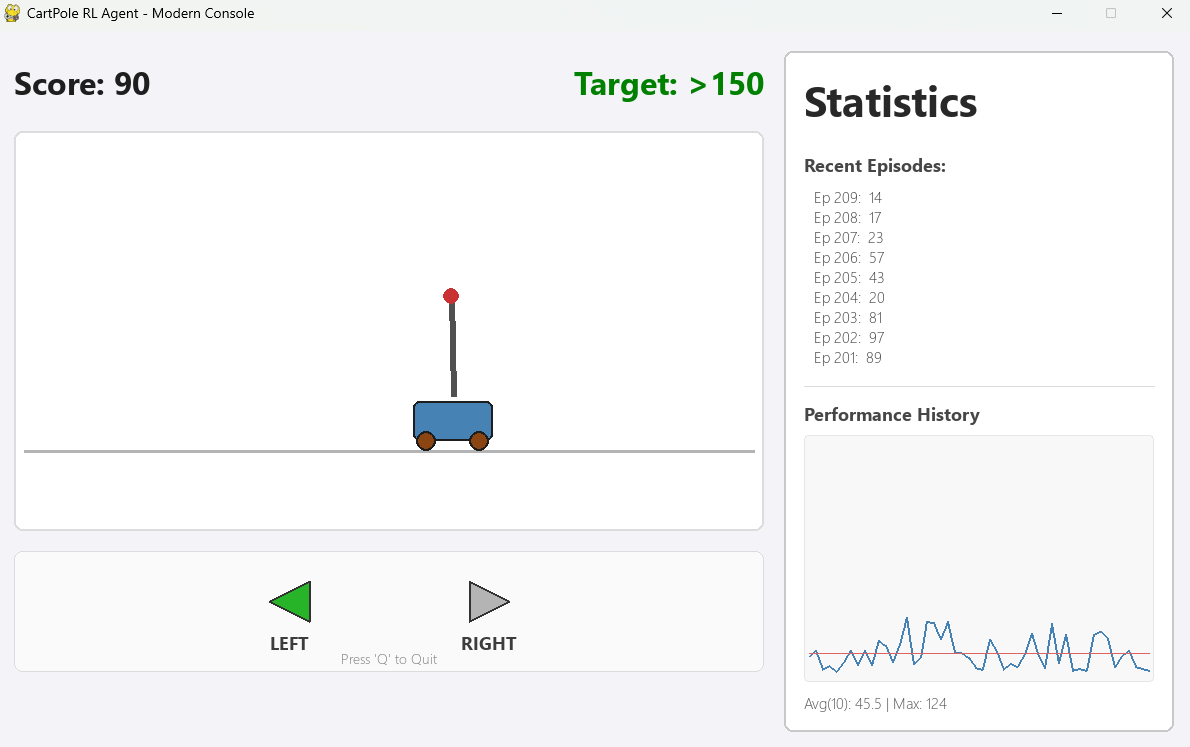 CartPole RL Agent - Modern Console
Score: 90
Target: >150
LEFT
RIGHT
Press 'Q' to Quit
Statistics
Recent Episodes:
Ep 209: 14
Ep 208: 17
Ep 207: 23
Ep 206: 57
Ep 205: 43
Ep 204: 20
Ep 203: 81
Ep 202: 97
Ep 201: 89
Performance History
Avg(10): 45.5 | Max: 124